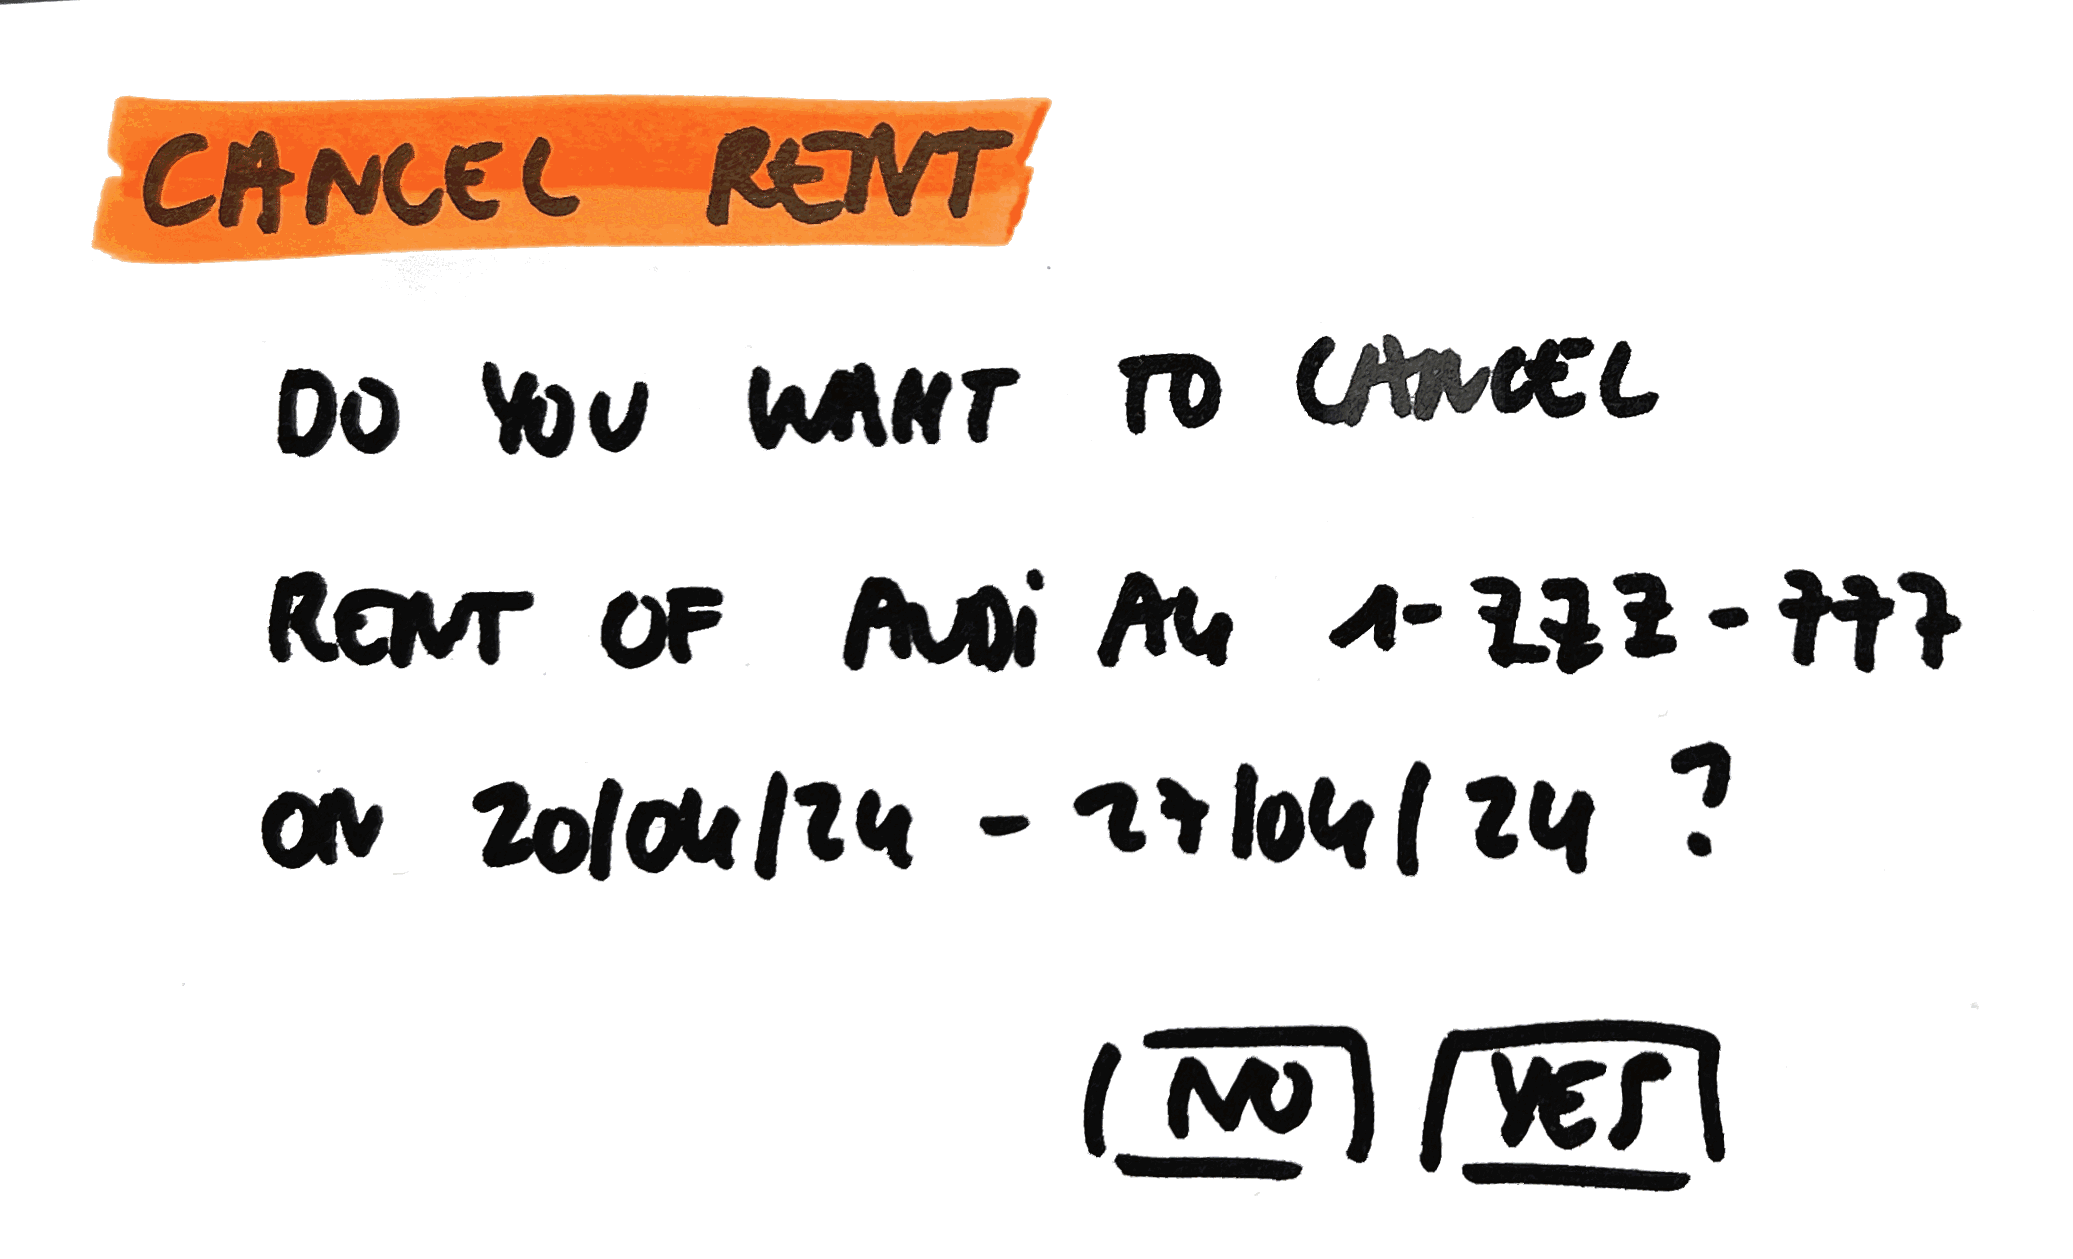 CANCEL RENT
DO YOU WANT TO CANCEL
RENT OF AUDi A4 1-ZZZ-777
ON 20/04/24 - 27/04/24 ?
NO YES